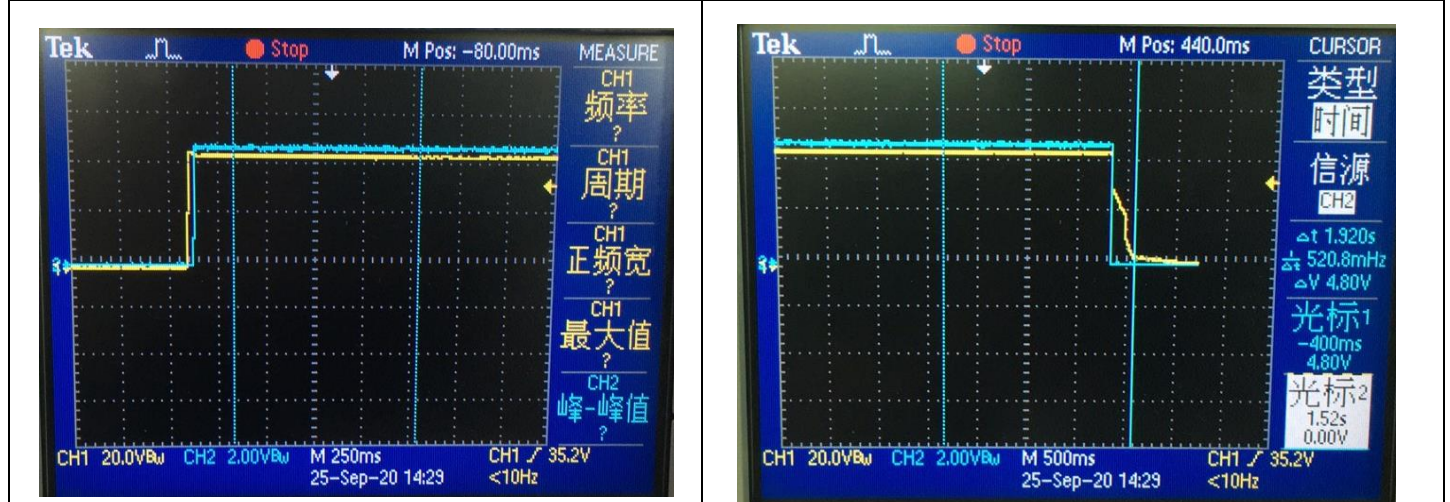 Tek Stop M Pos: -80.00ms MEASURE
CH1
频率
?
CH1
周期
?
CH1
正频宽
?
CH1
最大值
?
CH2
峰-峰值
?
CH1 20.0VBw CH2 2.00VBw M 250ms CH1 35.2V
25-Sep-20 14:29 <10Hz
Tek Stop M Pos: 440.0ms CURSOR
类型
时间
信源
CH2
△t 1.920s
1/△t 520.8mHz
△V 4.80V
光标1
-400ms
4.80V
光标2
1.52s
0.00V
CH1 20.0VBw CH2 2.00VBw M 500ms CH1 35.2V
25-Sep-20 14:29 <10Hz